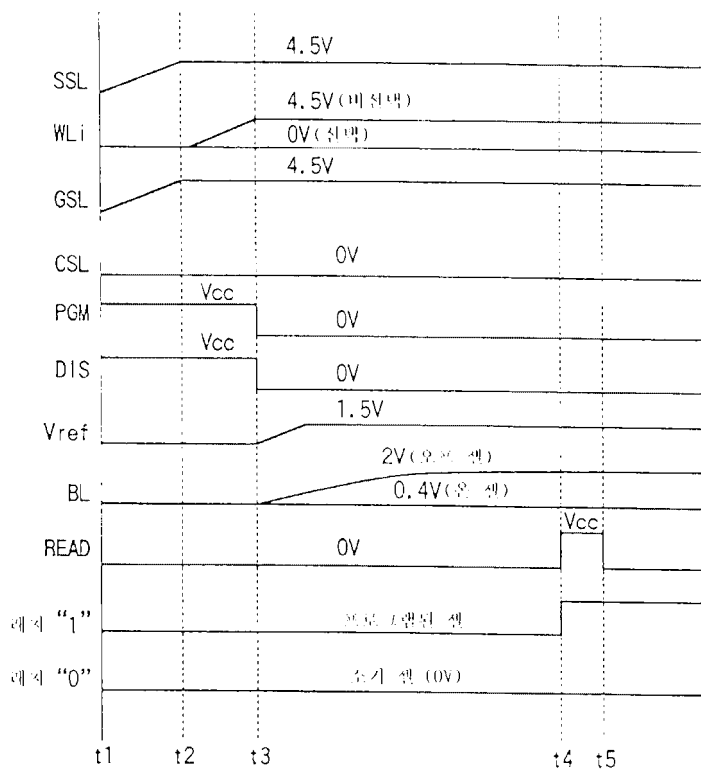 4.5V
SSL
4.5V(비선택)
WLi
0V(선택)
4.5V
GSL
0V
CSL
Vcc
PGM
0V
Vcc
DIS
0V
1.5V
Vref
2V(오프 셀)
BL
0.4V(온 셀)
Vcc
READ
0V
래치 “1”
프로그램된 셀
래치 “0”
소거 셀 (0V)
t1 t2 t3 t4 t5